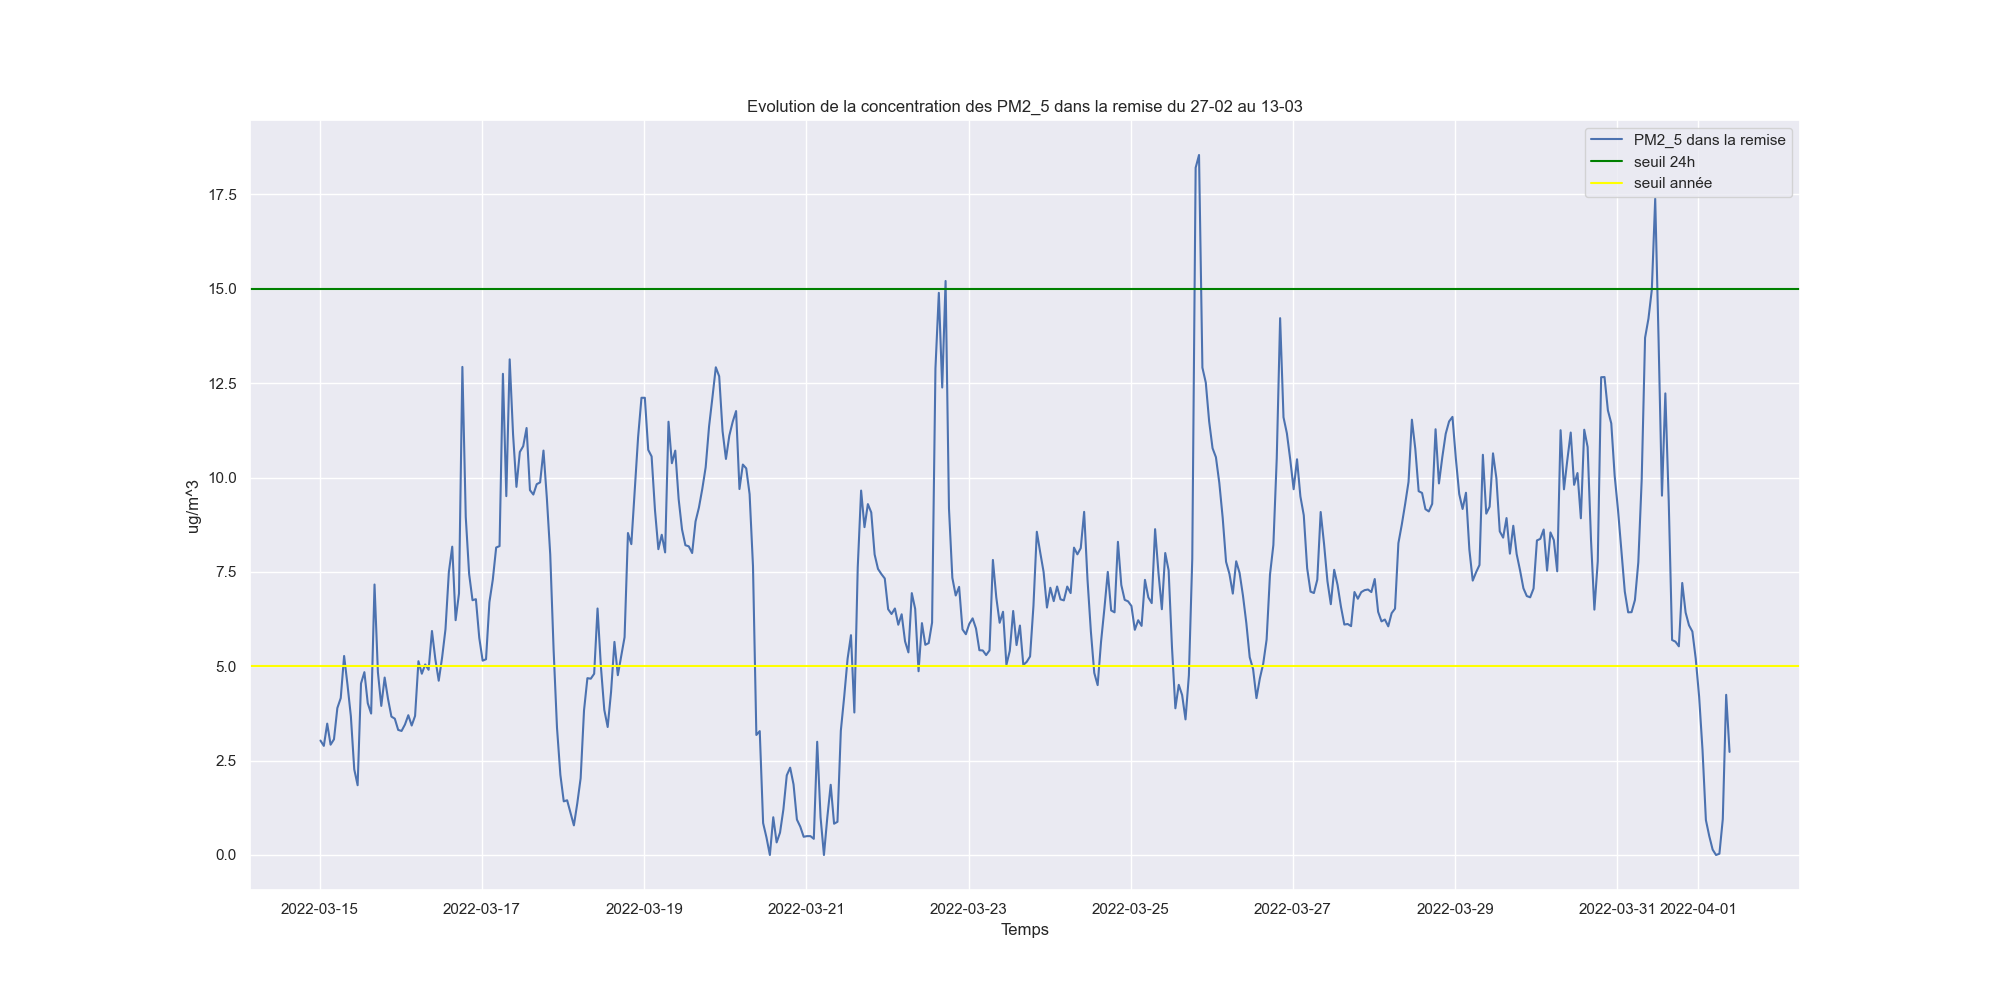 Evolution de la concentration des PM2_5 dans la remise du 27-02 au 13-03
PM2_5 dans la remise
seuil 24h
seuil année
17.5
15.0
12.5
10.0
7.5
5.0
2.5
0.0
ug/m^3
2022-03-15 2022-03-17 2022-03-19 2022-03-21 2022-03-23 2022-03-25 2022-03-27 2022-03-29 2022-03-31 2022-04-01
Temps